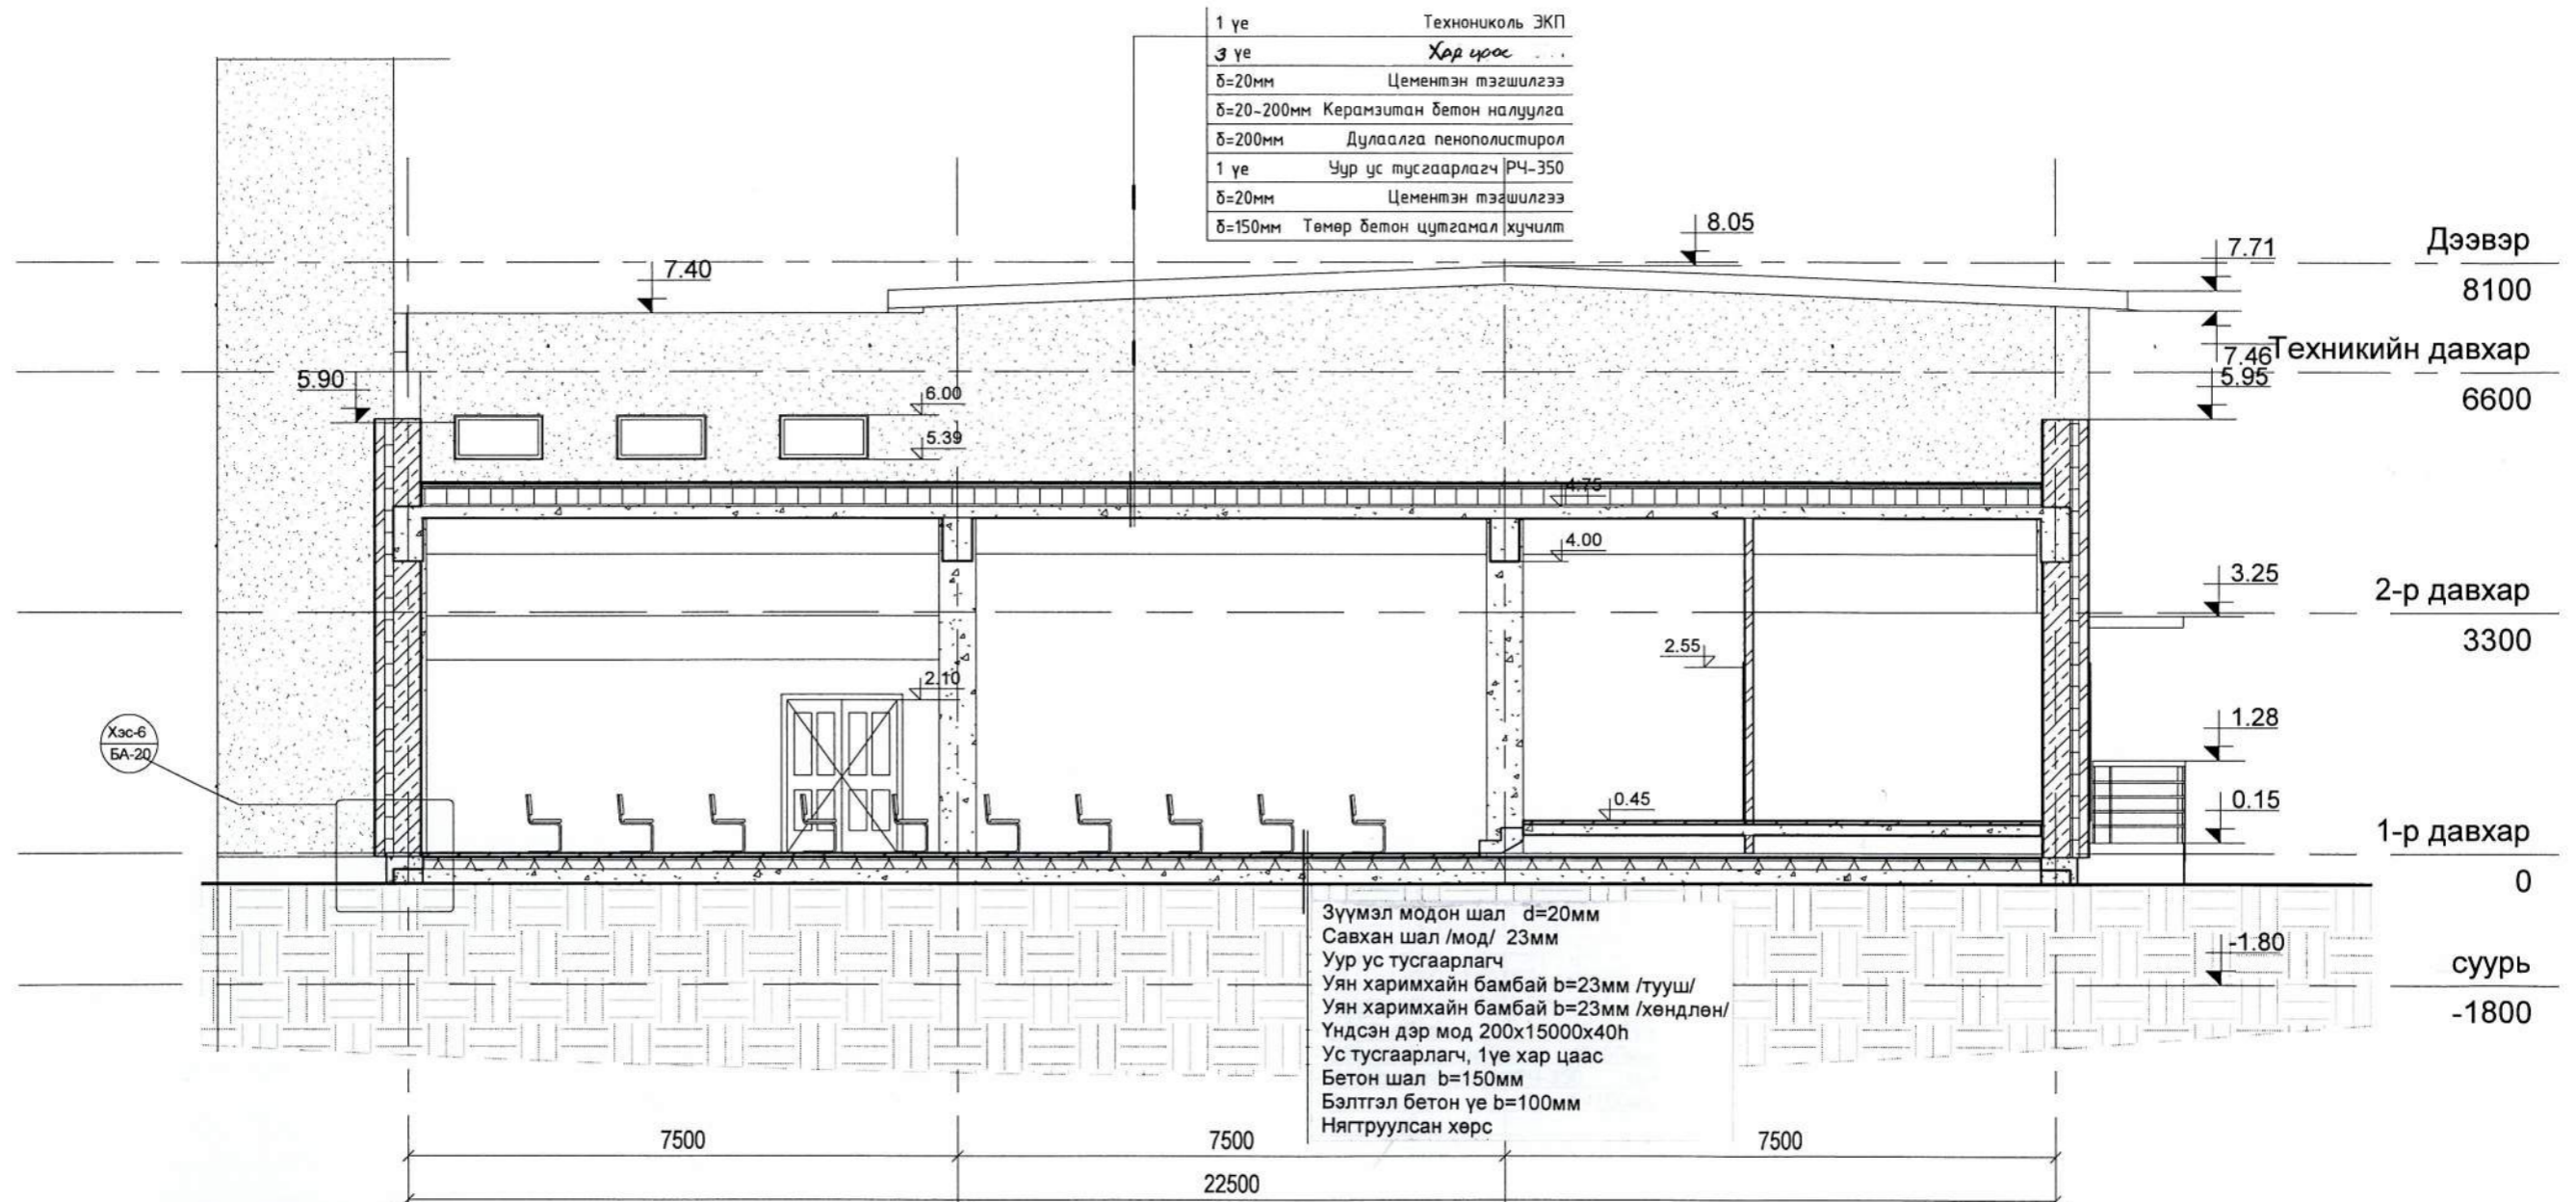 1 үе Технониколь ЭКП
3 үе Хар цаас
δ=20мм Цементэн тэгшилгээ
δ=20-200мм Керамзитан бетон налуулга
δ=200мм Дулаалга пенополистирол
1 үе Уур ус тусгаарлагч РЧ-350
δ=20мм Цементэн тэгшилгээ
δ=150мм Төмөр бетон цутгамал хучилт
8.05
7.40
7.71
Дээвэр
8100
7.46
Техникийн давхар
6600
5.90
5.95
6.00
5.39
4.75
4.00
3.25
2-р давхар
3300
2.55
2.10
Хэс-6
БА-20
1.28
0.45
0.15
1-р давхар
0
Зүүмэл модон шал d=20мм
Савхан шал /мод/ 23мм
Уур ус тусгаарлагч
Уян харимхайн бамбай b=23мм /тууш/
Уян харимхайн бамбай b=23мм /хөндлөн/
Үндсэн дэр мод 200x15000x40h
Ус тусгаарлагч, 1үе хар цаас
Бетон шал b=150мм
Бэлтгэл бетон үе b=100мм
Нягтруулсан хөрс
-1.80
суурь
-1800
7500
7500
7500
22500